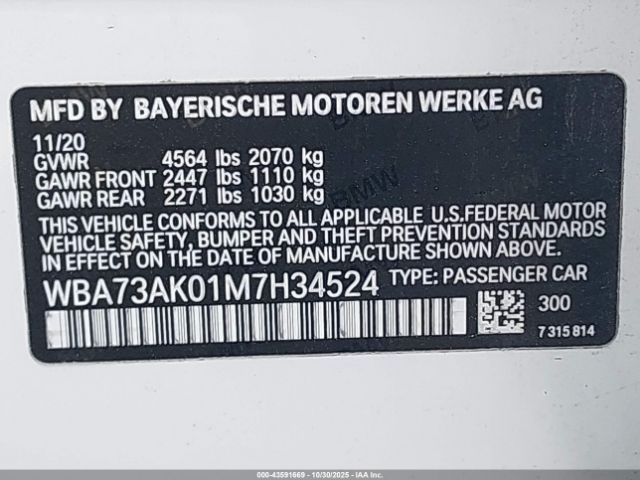 MFD BY BAYERISCHE MOTOREN WERKE AG
11/20
GVWR 4564 lbs 2070 kg
GAWR FRONT 2447 lbs 1110 kg
GAWR REAR 2271 lbs 1030 kg
THIS VEHICLE CONFORMS TO ALL APPLICABLE U.S.FEDERAL MOTOR
VEHICLE SAFETY, BUMPER AND THEFT PREVENTION STANDARDS
IN EFFECT ON THE DATE OF MANUFACTURE SHOWN ABOVE.
WBA73AK01M7H34524 TYPE: PASSENGER CAR
300
7 315 814
000-43591669 - 10/30/2025 - IAAI.COM